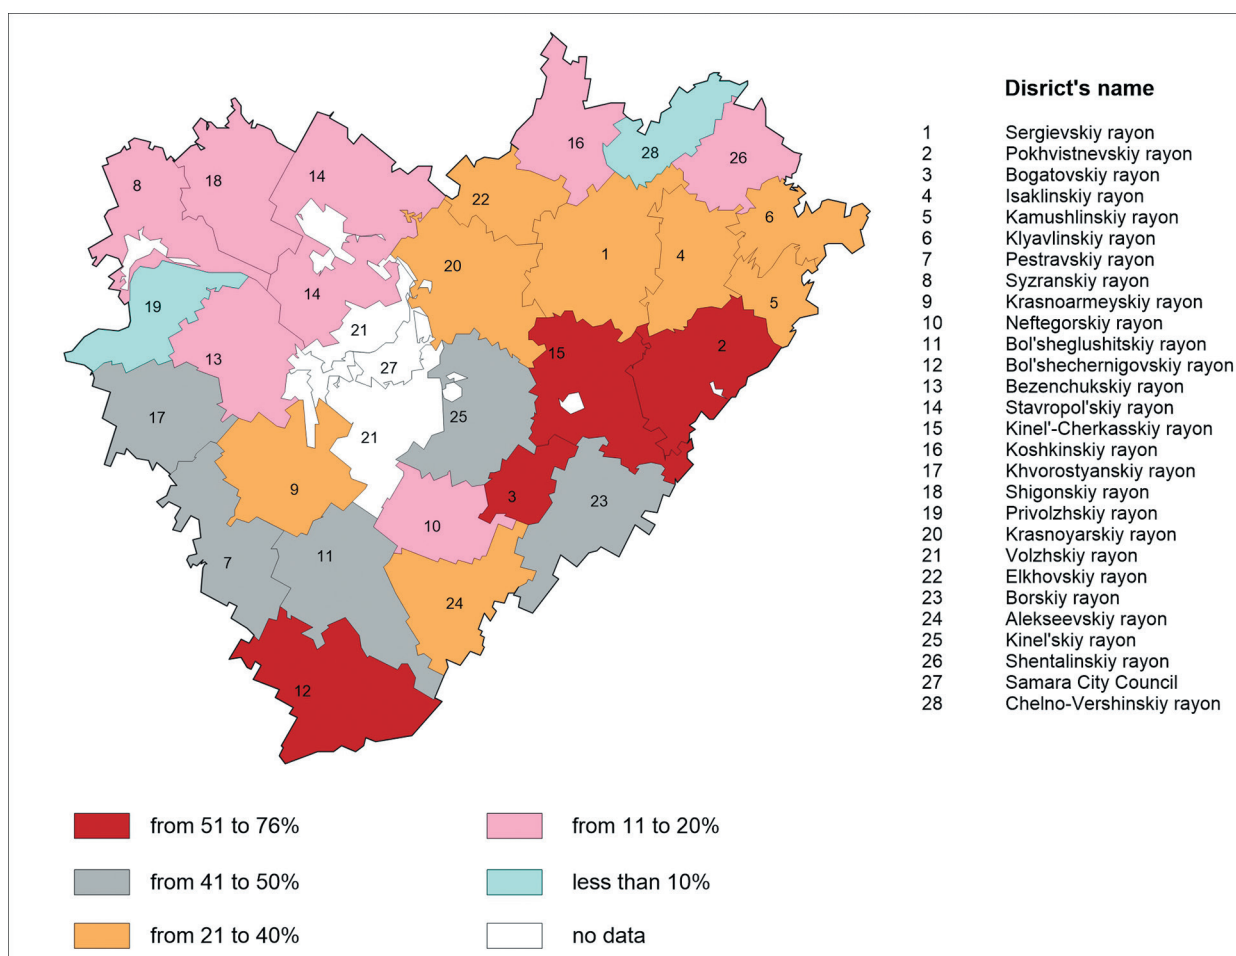 Disrict's name
1 Sergievskiy rayon
2 Pokhvistnevskiy rayon
3 Bogatovskiy rayon
4 Isaklinskiy rayon
5 Kamushlinskiy rayon
6 Klyavlinskiy rayon
7 Pestravskiy rayon
8 Syzranskiy rayon
9 Krasnoarmeyskiy rayon
10 Neftegorskiy rayon
11 Bol'sheglushitskiy rayon
12 Bol'shechernigovskiy rayon
13 Bezenchukskiy rayon
14 Stavropol'skiy rayon
15 Kinel'-Cherkasskiy rayon
16 Koshkinskiy rayon
17 Khvorostyanskiy rayon
18 Shigonskiy rayon
19 Privolzhskiy rayon
20 Krasnoyarskiy rayon
21 Volzhskiy rayon
22 Elkhovskiy rayon
23 Borskiy rayon
24 Alekseevskiy rayon
25 Kinel'skiy rayon
26 Shentalinskiy rayon
27 Samara City Council
28 Chelno-Vershinskiy rayon
16
28
26
8
18
14
22
6
20
1
4
14
19
5
21
15
2
13
27
17
25
21
9
3
23
10
11
7
24
12
from 51 to 76%
from 11 to 20%
from 41 to 50%
less than 10%
from 21 to 40%
no data